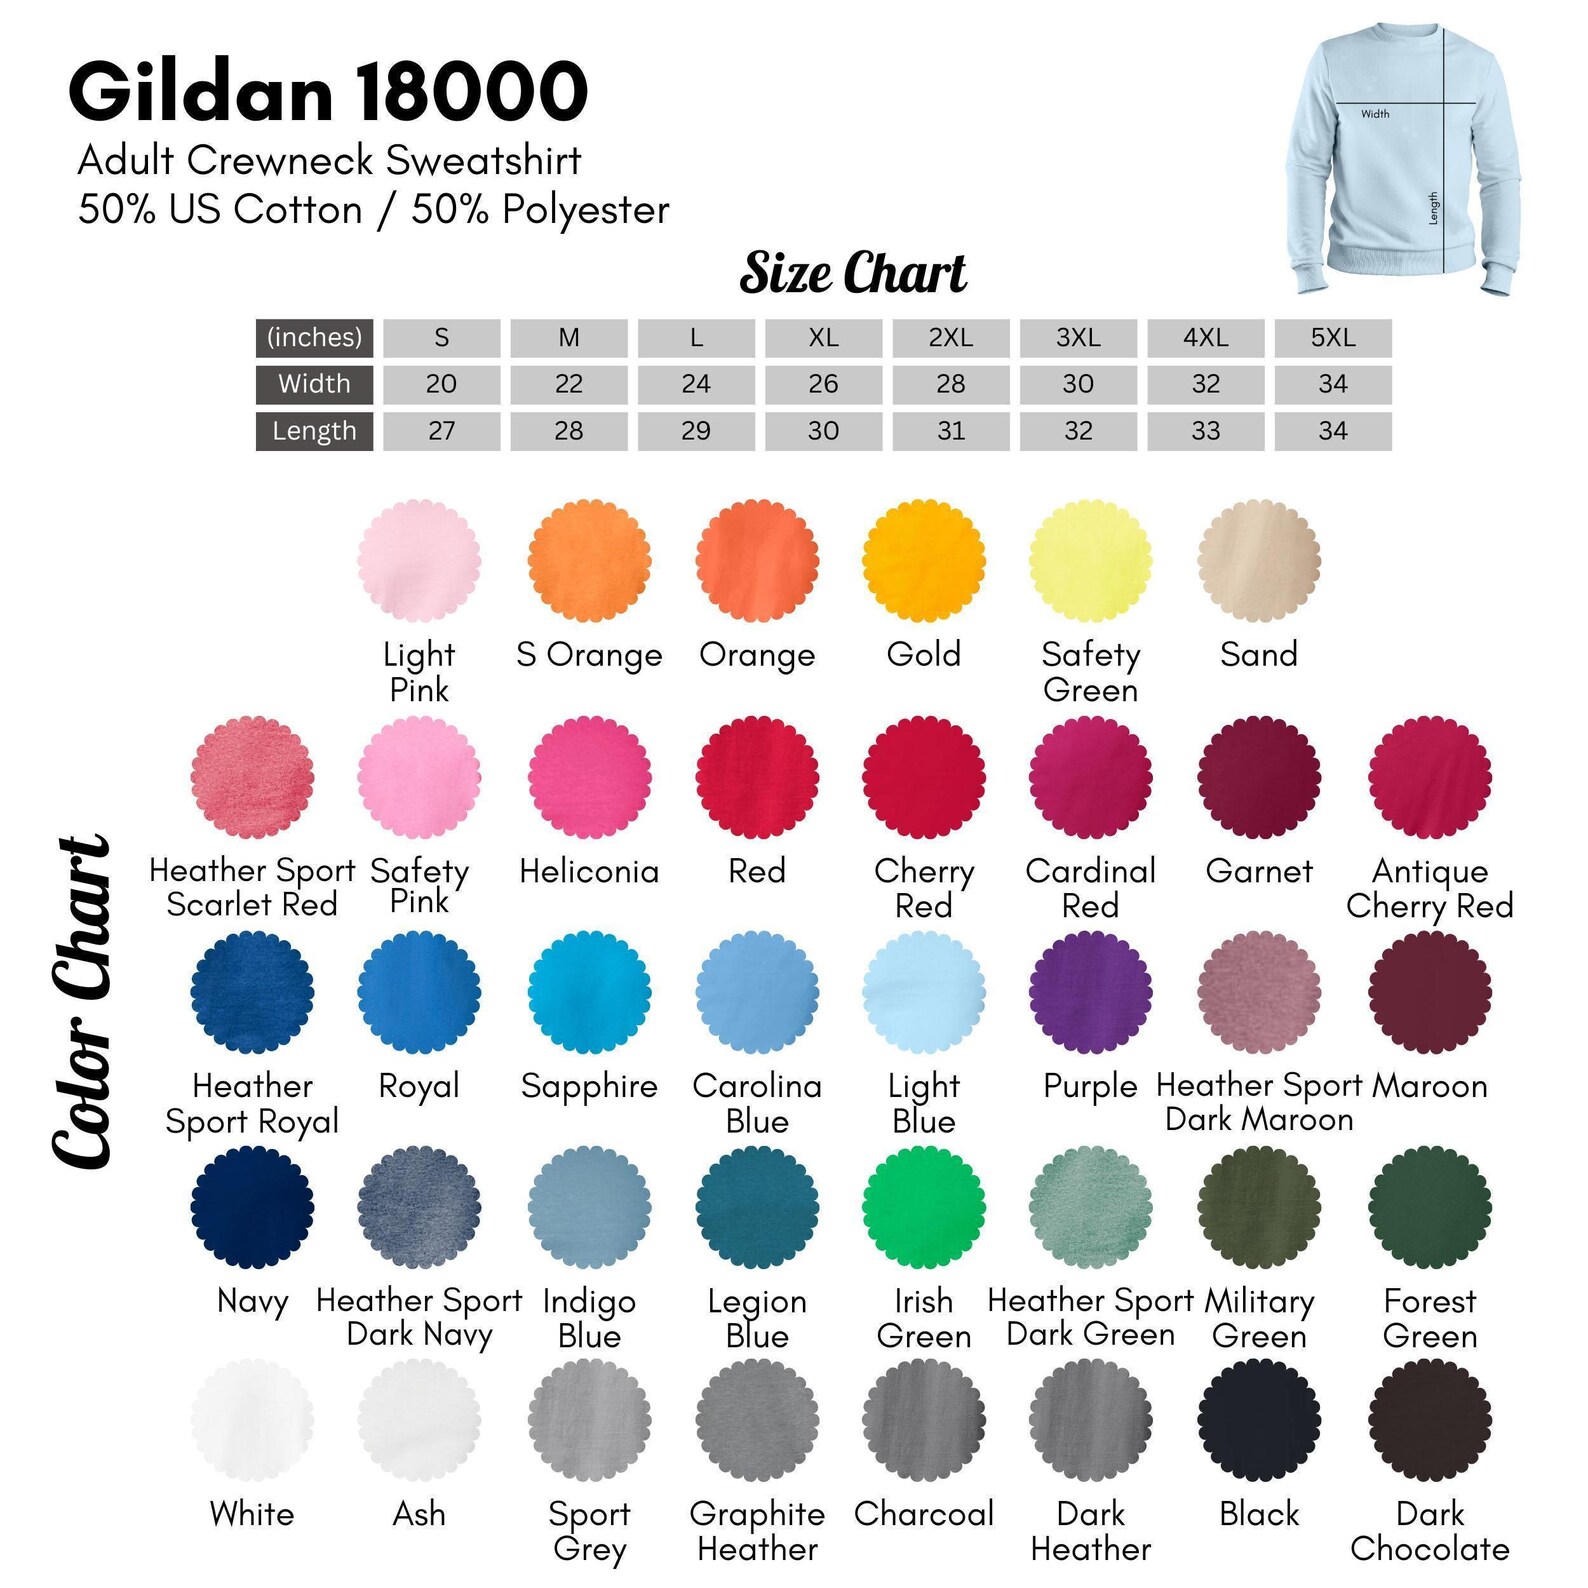 Gildan 18000
Adult Crewneck Sweatshirt
50% US Cotton / 50% Polyester
Width
Length
Size Chart
(inches) S M L XL 2XL 3XL 4XL 5XL
Width 20 22 24 26 28 30 32 34
Length 27 28 29 30 31 32 33 34
Color Chart
Light
Pink
S Orange
Orange
Gold
Safety
Green
Sand
Heather Sport
Scarlet Red
Safety
Pink
Heliconia
Red
Cherry
Red
Cardinal
Red
Garnet
Antique
Cherry Red
Heather
Sport Royal
Royal
Sapphire
Carolina
Blue
Light
Blue
Purple
Heather Sport
Dark Maroon
Maroon
Navy
Heather Sport
Dark Navy
Indigo
Blue
Legion
Blue
Irish
Green
Heather Sport
Dark Green
Military
Green
Forest
Green
White
Ash
Sport
Grey
Graphite
Heather
Charcoal
Dark
Heather
Black
Dark
Chocolate